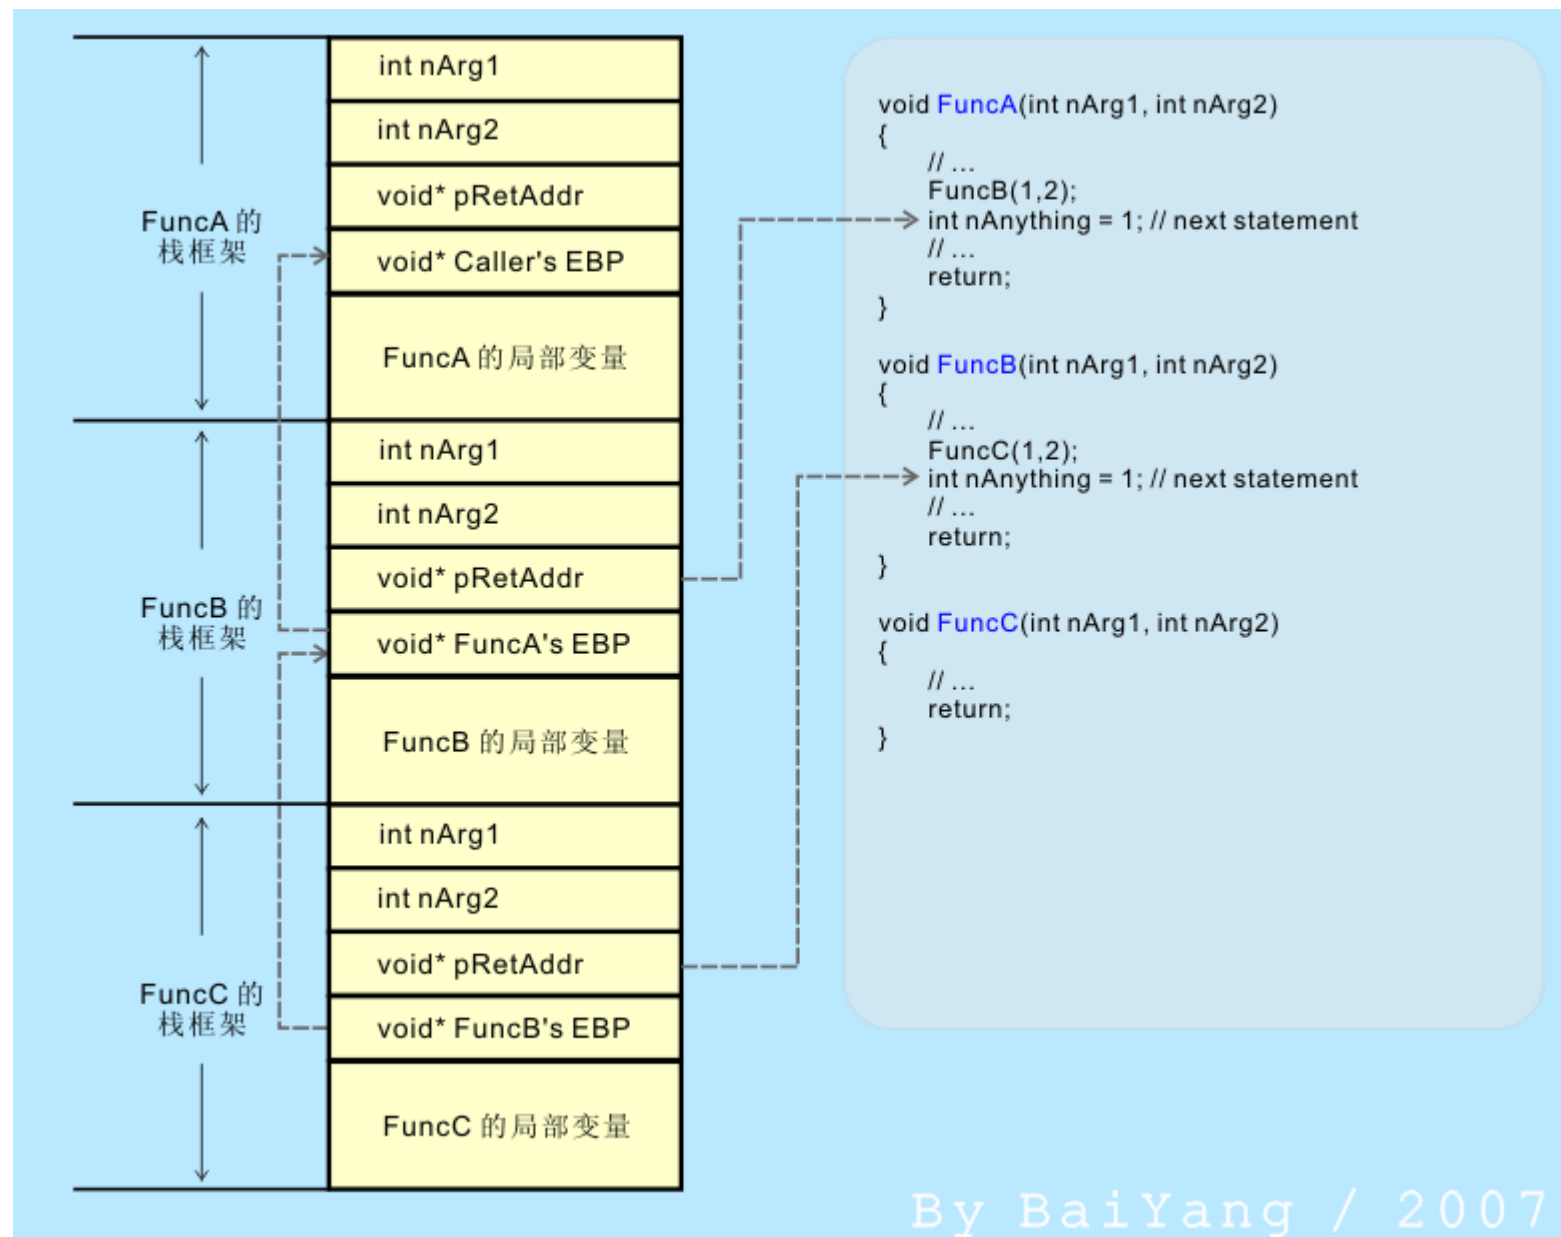 int nArg1
int nArg2
void* pRetAddr
void* Caller's EBP
FuncA 的局部变量
int nArg1
int nArg2
void* pRetAddr
void* FuncA's EBP
FuncB 的局部变量
int nArg1
int nArg2
void* pRetAddr
void* FuncB's EBP
FuncC 的局部变量
FuncA 的
栈框架
FuncB 的
栈框架
FuncC 的
栈框架
void FuncA(int nArg1, int nArg2)
{
// ...
FuncB(1,2);
int nAnything = 1; // next statement
// ...
return;
}
void FuncB(int nArg1, int nArg2)
{
// ...
FuncC(1,2);
int nAnything = 1; // next statement
// ...
return;
}
void FuncC(int nArg1, int nArg2)
{
// ...
return;
}
By BaiYang / 2007